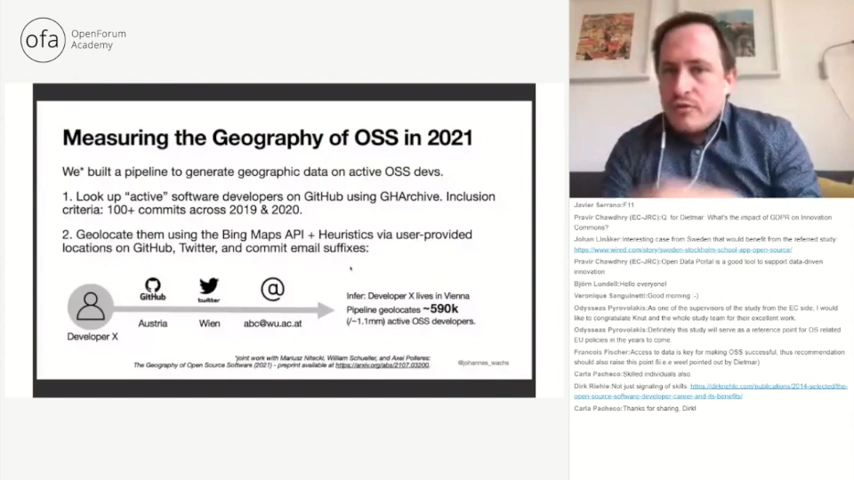 ofa
OpenForum
Academy
Measuring the Geography of OSS in 2021
We* built a pipeline to generate geographic data on active OSS devs.
1. Look up "active" software developers on GitHub using GHArchive. Inclusion
criteria: 100+ commits across 2019 & 2020.
2. Geolocate them using the Bing Maps API + Heuristics via user-provided
locations on GitHub, Twitter, and commit email suffixes:
GitHub
twitter
@
Developer X
Austria
Wien
abc@wu.ac.at
Infer: Developer X lives in Vienna
Pipeline geolocates ~590k
(/~1.1mm) active OSS developers.
*joint work with Mariusz Nitecki, William Schueller, and Axel Polleres:
The Geography of Open Source Software (2021) - preprint available at https://arxiv.org/abs/2107.03200.
@johannes_wachs
Javier Serrano:F11
Pravir Chawdhry (EC-JRC):Q. for Dietmar What's the impact of GDPR on Innovation
Commons?
Johan Linåker:Interesting case from Sweden that would benefit from the referred study:
https://www.wired.com/story/sweden-stockholm-school-app-open-source/
Pravir Chawdhry (EC-JRC):Open Data Portal is a good tool to support data-driven
innovation
Björn Lundell:Hello everyone!
Veronique Sanguinetti:Good morning :-)
Odysseas Pyrovolakis:As one of the supervisors of the study from the EC side, I would
like to congratulate Knut and the whole study team for their excellent work.
Odysseas Pyrovolakis:Definitely this study will serve as a reference point for OS related
EU policies in the years to come
Francois Fischer:Access to data is key for making OSS successful, thus recommendation
should also raise this point
Carla Pacheco:Skilled individuals also
Dirk Riehle:Not just signaling of skills: https://dirkriehle.com/publications/2014-selected/the-
open-source-software-developer-career-and-its-benefits/
Carla Pacheco:Thanks for sharing, Dirk!